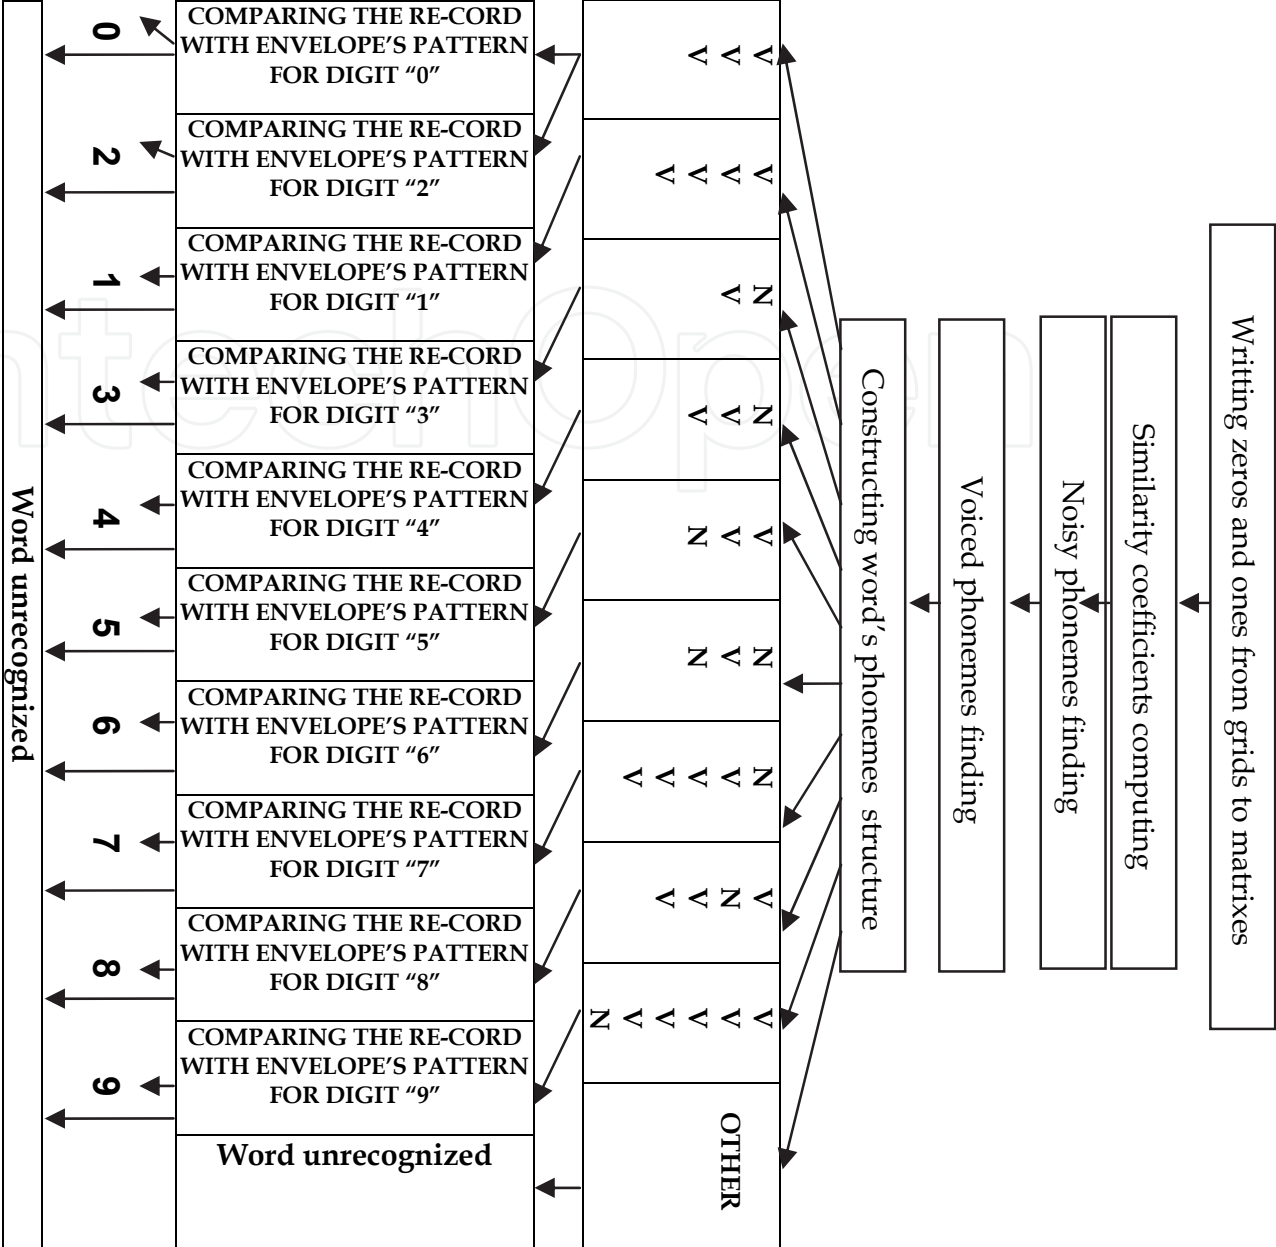 Writting zeros and ones from grids to matrixes
Similarity coefficients computing
Noisy phonemes finding
Voiced phonemes finding
Constructing word's phonemes structure
V V V
V V V V
N V
N V V
V V N
N V N
N V V V V
V N V V
V V V V V N
OTHER
COMPARING THE RE-CORD
WITH ENVELOPE'S PATTERN
FOR DIGIT “0”
COMPARING THE RE-CORD
WITH ENVELOPE'S PATTERN
FOR DIGIT “2”
COMPARING THE RE-CORD
WITH ENVELOPE'S PATTERN
FOR DIGIT “1”
COMPARING THE RE-CORD
WITH ENVELOPE'S PATTERN
FOR DIGIT “3”
COMPARING THE RE-CORD
WITH ENVELOPE'S PATTERN
FOR DIGIT “4”
COMPARING THE RE-CORD
WITH ENVELOPE'S PATTERN
FOR DIGIT “5”
COMPARING THE RE-CORD
WITH ENVELOPE'S PATTERN
FOR DIGIT “6”
COMPARING THE RE-CORD
WITH ENVELOPE'S PATTERN
FOR DIGIT “7”
COMPARING THE RE-CORD
WITH ENVELOPE'S PATTERN
FOR DIGIT “8”
COMPARING THE RE-CORD
WITH ENVELOPE'S PATTERN
FOR DIGIT “9”
Word unrecognized
0
2
1
3
4
5
6
7
8
9
Word unrecognized
ntechOpen